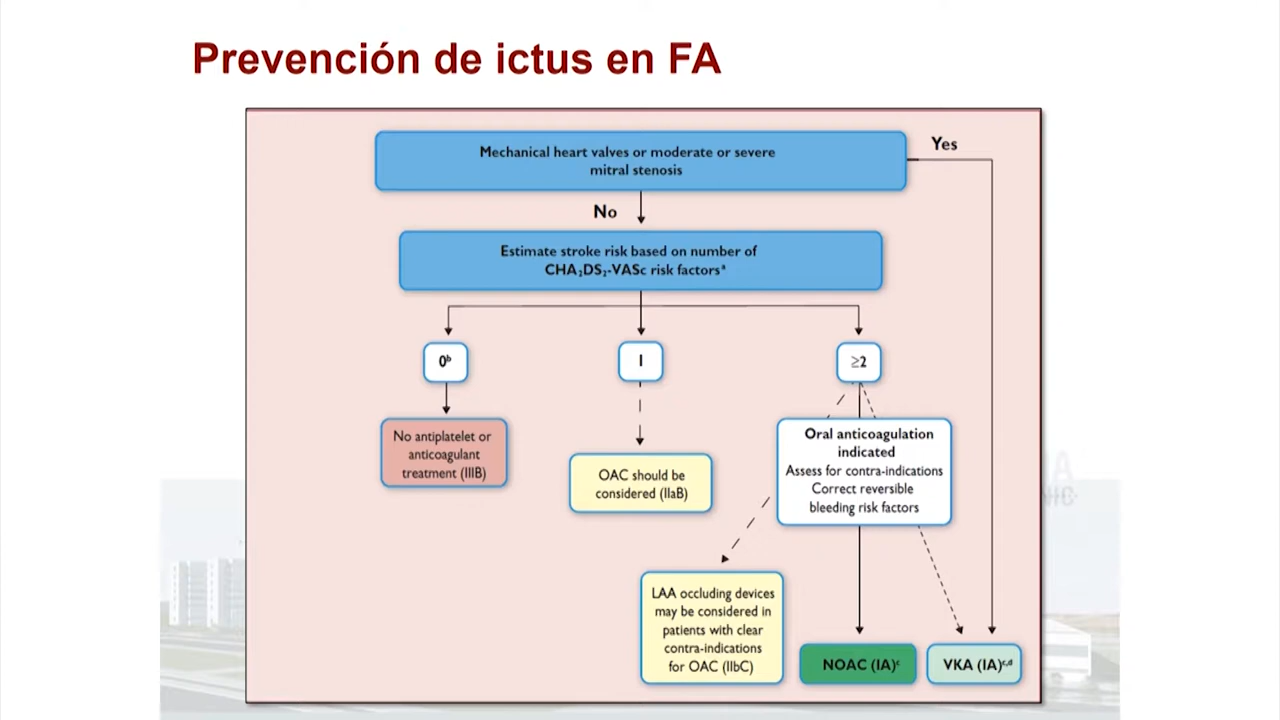 Prevención de ictus en FA
Mechanical heart valves or moderate or severe
mitral stenosis
Yes
No
Estimate stroke risk based on number of
CHA₂DS₂-VASc risk factorsᵃ
0ᵇ
1
≥2
No antiplatelet or
anticoagulant
treatment (IIIB)
OAC should be
considered (IIaB)
Oral anticoagulation
indicated
Assess for contra-indications
Correct reversible
bleeding risk factors
LAA occluding devices
may be considered in
patients with clear
contra-indications
for OAC (IIbC)
NOAC (IA)ᶜ
VKA (IA)ᶜ,ᵈ